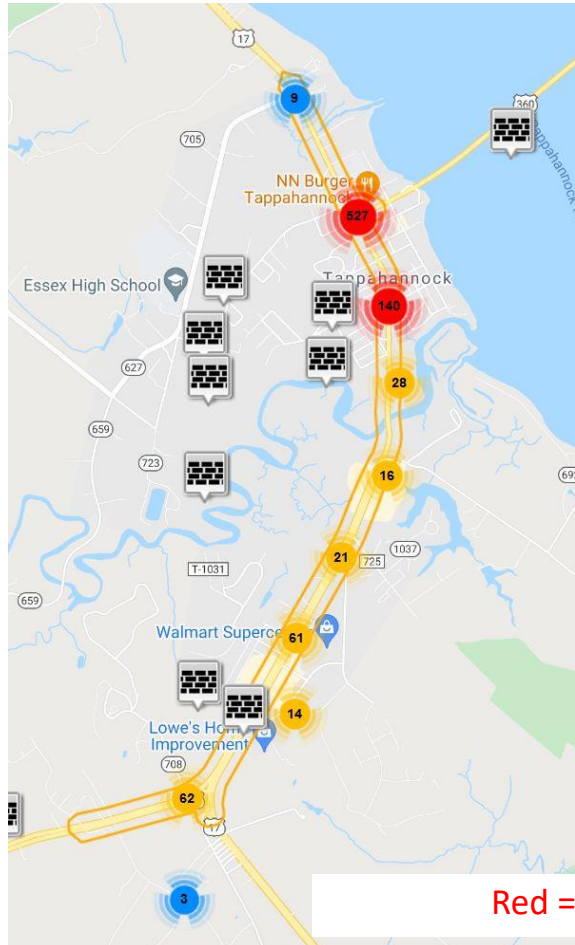 17
9
360
705
NN Burger
Tappahannock
527
Essex High School
Tappahannock
140
627
28
659
723
16
1037
21
725
T-1031
659
Walmart Superce
61
14
Lowe's Hom
Improvement
708
62
17
3
Red =